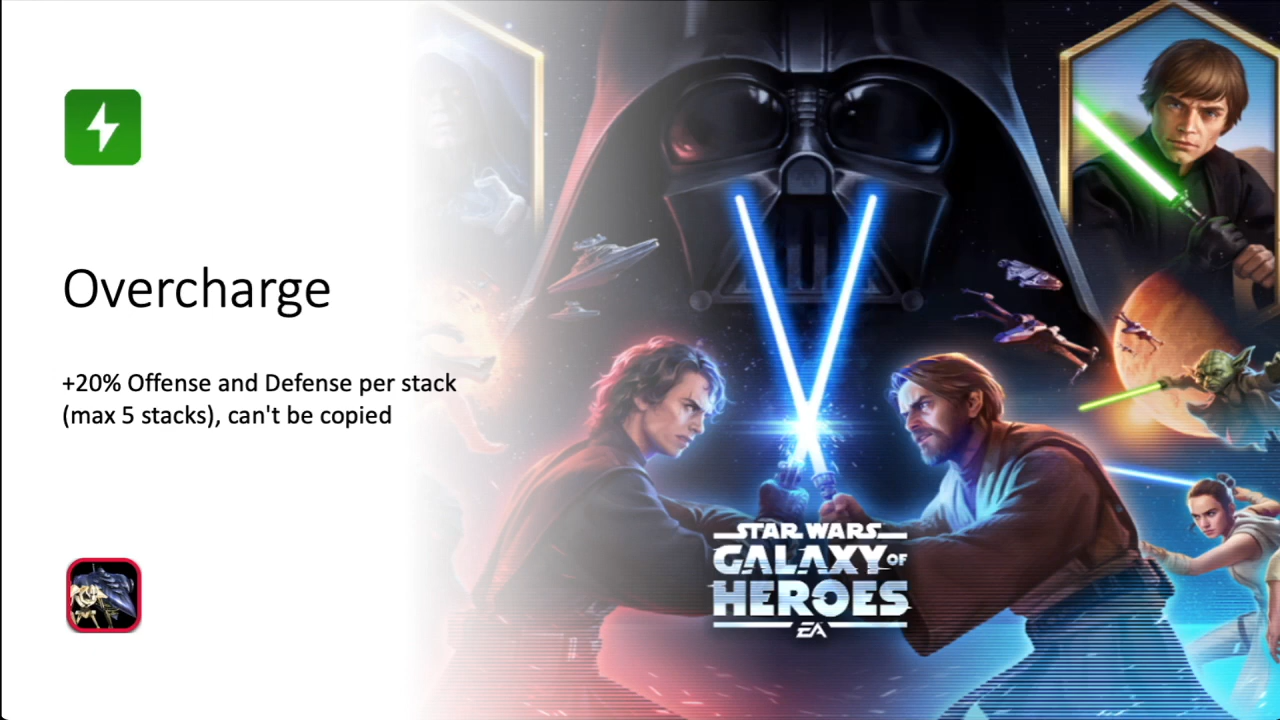 Overcharge
+20% Offense and Defense per stack
(max 5 stacks), can't be copied
STAR WARS
GALAXY OF
HEROES
EA